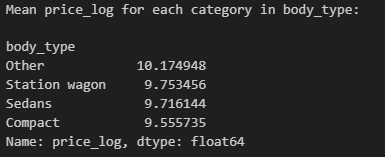 Mean price_log for each category in body_type:
body_type
Other 10.174948
Station wagon 9.753456
Sedans 9.716144
Compact 9.555735
Name: price_log, dtype: float64